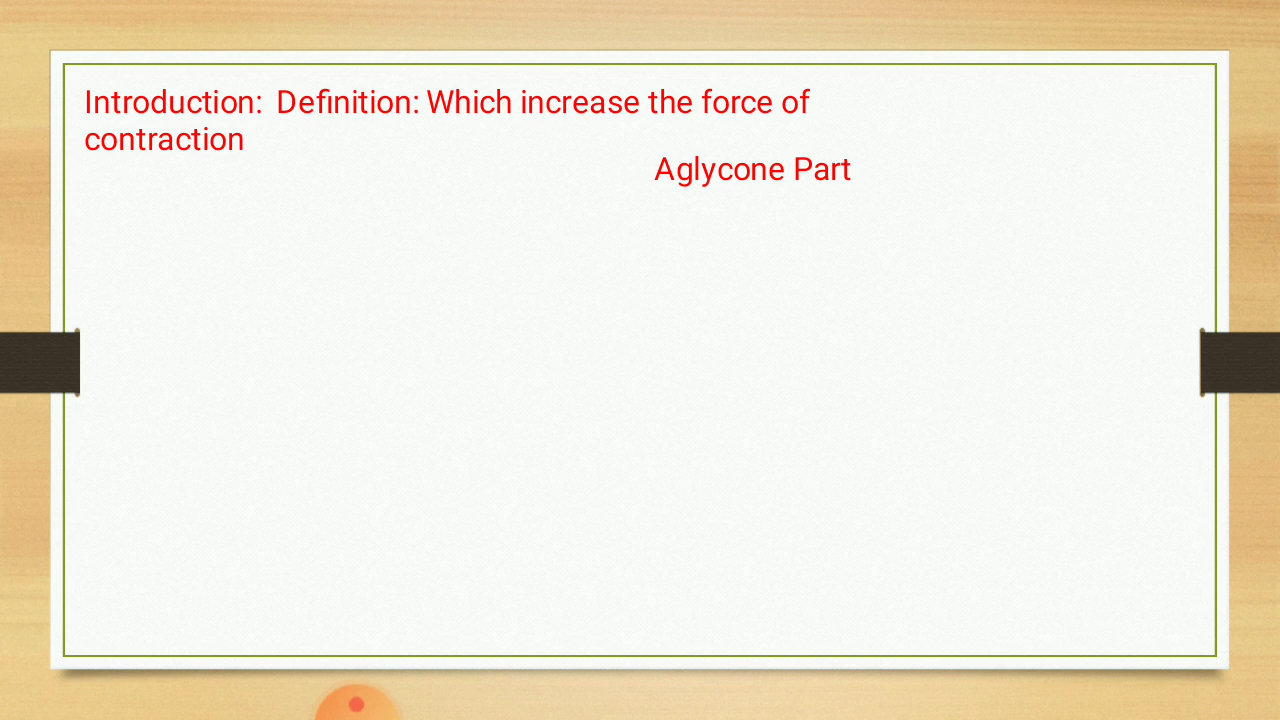 Introduction: Definition: Which increase the force of
contraction
Aglycone Part